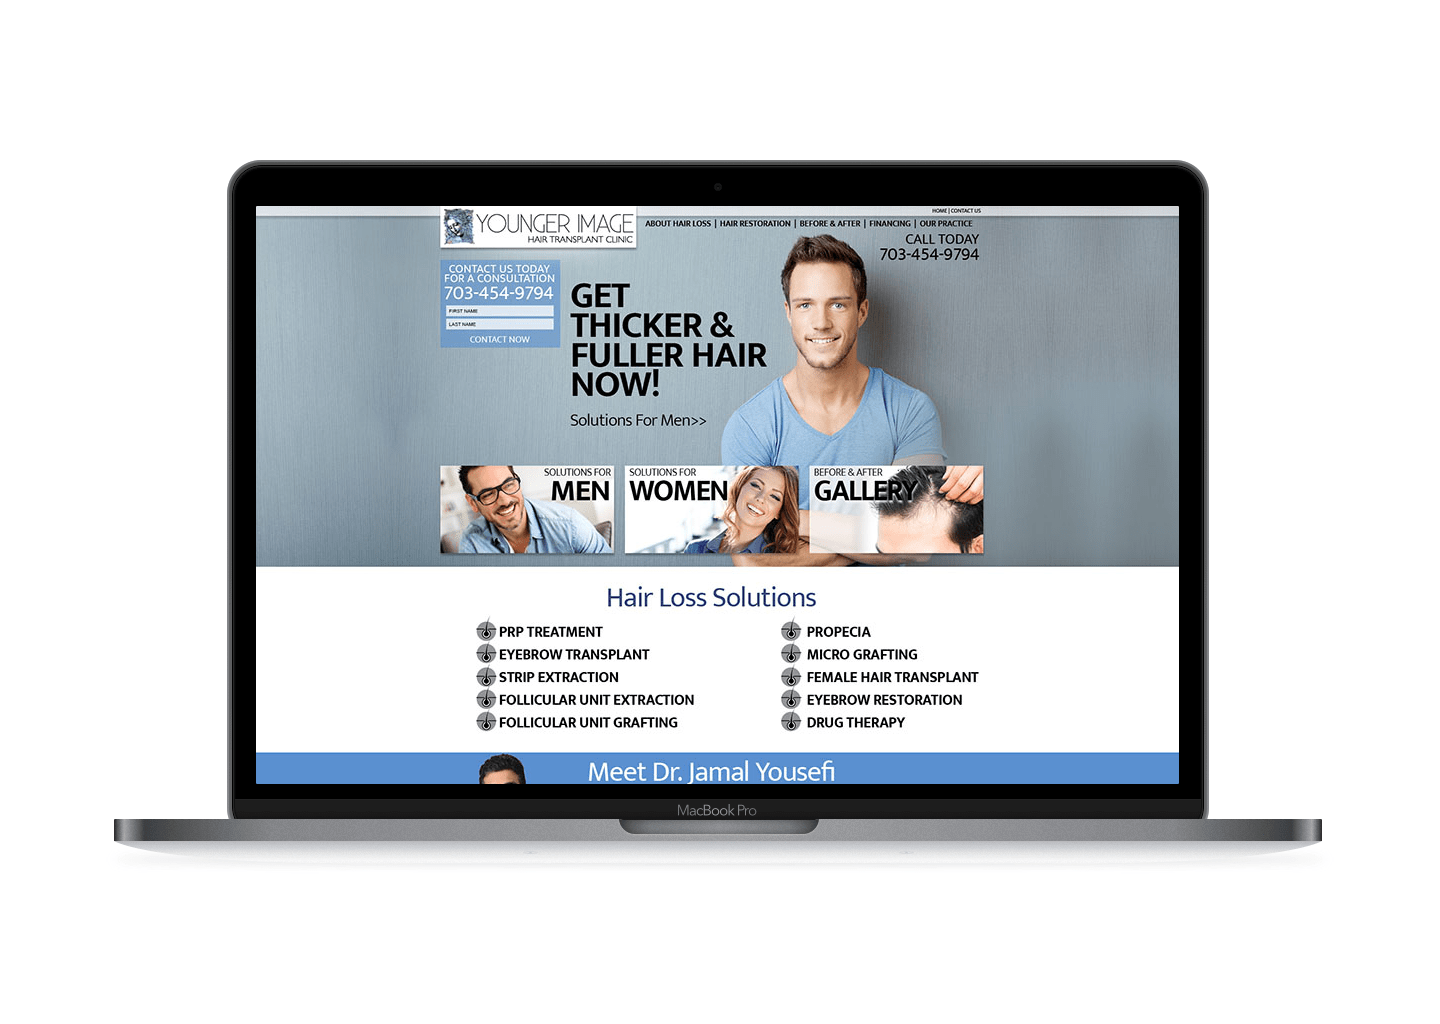 HOME | CONTACT US
YOUNGER IMAGE
HAIR TRANSPLANT CLINIC
ABOUT HAIR LOSS | HAIR RESTORATION | BEFORE & AFTER | FINANCING | OUR PRACTICE
CALL TODAY
703-454-9794
CONTACT US TODAY
FOR A CONSULTATION
703-454-9794
FIRST NAME
LAST NAME
CONTACT NOW
GET
THICKER &
FULLER HAIR
NOW!
Solutions For Men>>
SOLUTIONS FOR
MEN
SOLUTIONS FOR
WOMEN
BEFORE & AFTER
GALLERY
Hair Loss Solutions
PRP TREATMENT
EYEBROW TRANSPLANT
STRIP EXTRACTION
FOLLICULAR UNIT EXTRACTION
FOLLICULAR UNIT GRAFTING
PROPECIA
MICRO GRAFTING
FEMALE HAIR TRANSPLANT
EYEBROW RESTORATION
DRUG THERAPY
Meet Dr. Jamal Yousefi
MacBook Pro